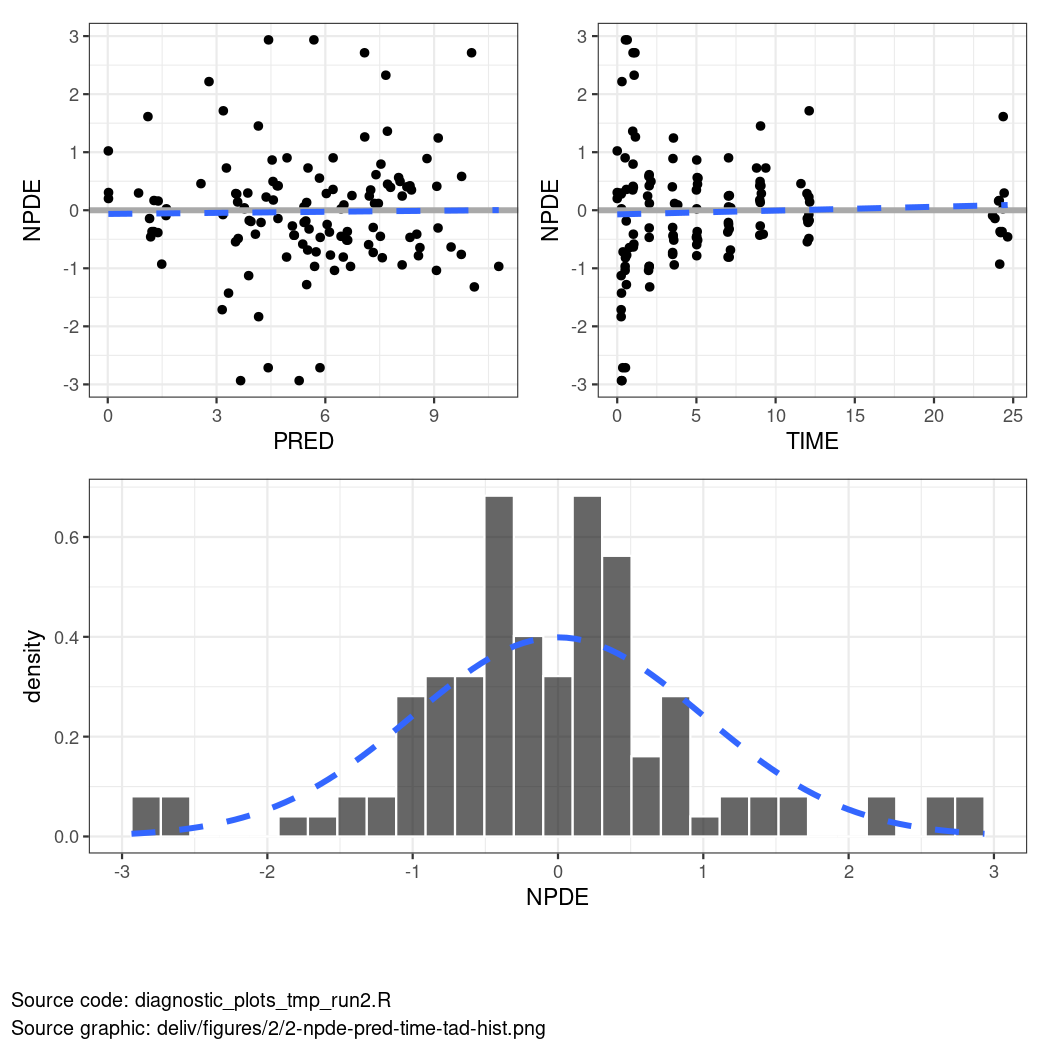 3
2
1
0
-1
-2
-3
NPDE
0 3 6 9
PRED
3
2
1
0
-1
-2
-3
NPDE
0 5 10 15 20 25
TIME
0.6
0.4
0.2
0.0
density
-3 -2 -1 0 1 2 3
NPDE
Source code: diagnostic_plots_tmp_run2.R
Source graphic: deliv/figures/2/2-npde-pred-time-tad-hist.png